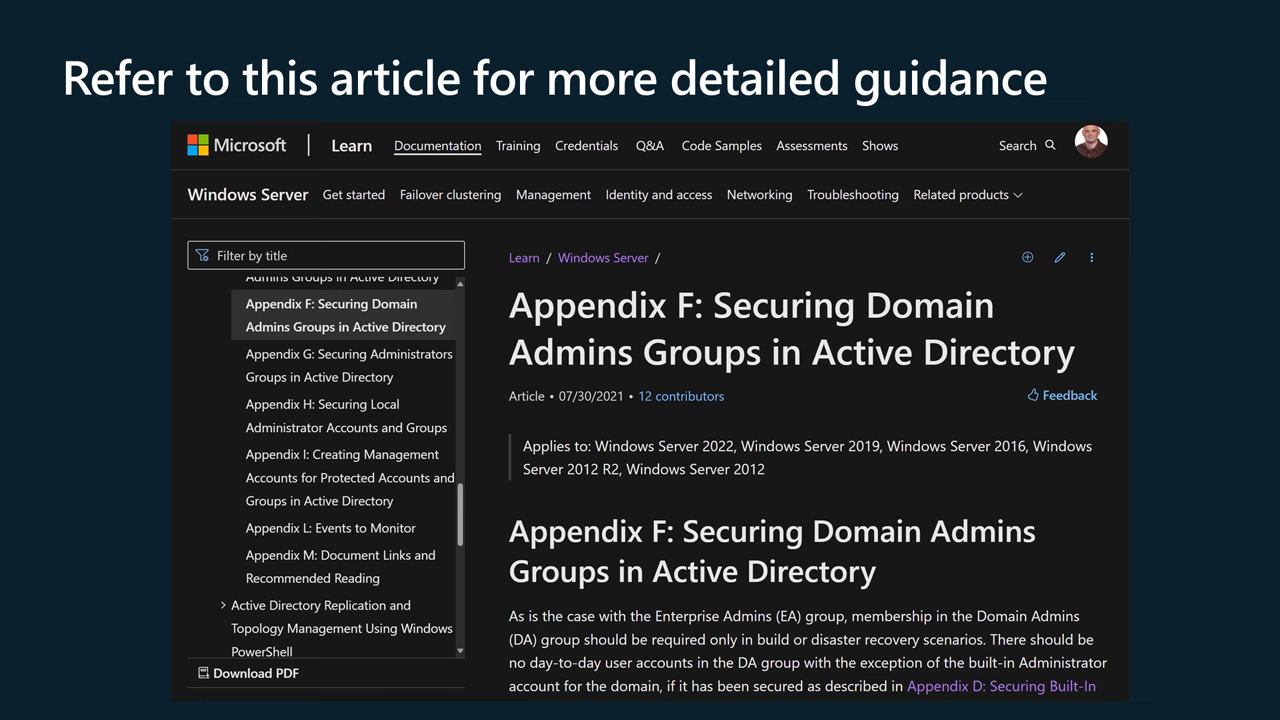 Refer to this article for more detailed guidance
Microsoft
Learn
Documentation
Training
Credentials
Q&A
Code Samples
Assessments
Shows
Search
Windows Server
Get started
Failover clustering
Management
Identity and access
Networking
Troubleshooting
Related products
Filter by title
Admins Groups in Active Directory
Appendix F: Securing Domain
Admins Groups in Active Directory
Appendix G: Securing Administrators
Groups in Active Directory
Appendix H: Securing Local
Administrator Accounts and Groups
Appendix I: Creating Management
Accounts for Protected Accounts and
Groups in Active Directory
Appendix L: Events to Monitor
Appendix M: Document Links and
Recommended Reading
Active Directory Replication and
Topology Management Using Windows
PowerShell
Download PDF
Learn / Windows Server /
Appendix F: Securing Domain
Admins Groups in Active Directory
Article • 07/30/2021 • 12 contributors
Feedback
Applies to: Windows Server 2022, Windows Server 2019, Windows Server 2016, Windows
Server 2012 R2, Windows Server 2012
Appendix F: Securing Domain Admins
Groups in Active Directory
As is the case with the Enterprise Admins (EA) group, membership in the Domain Admins
(DA) group should be required only in build or disaster recovery scenarios. There should be
no day-to-day user accounts in the DA group with the exception of the built-in Administrator
account for the domain, if it has been secured as described in Appendix D: Securing Built-In